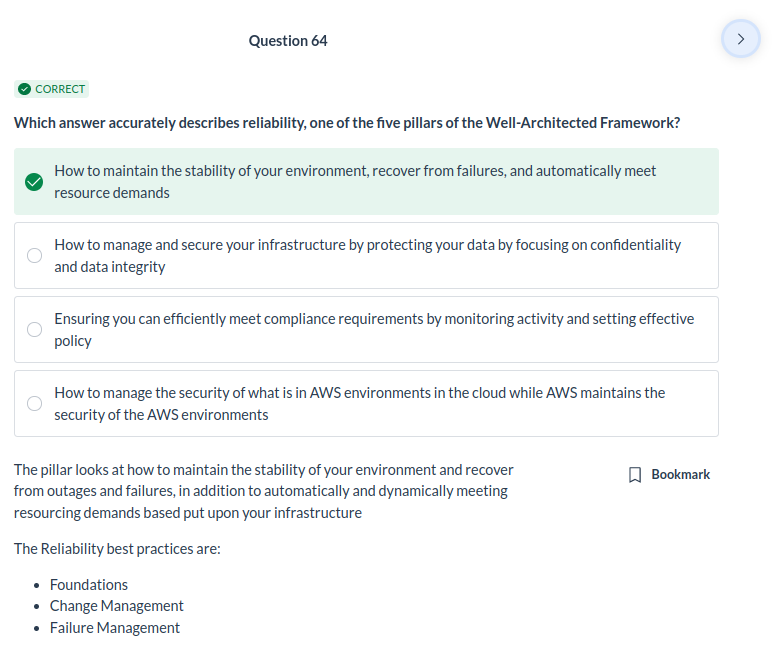 Question 64
CORRECT
Which answer accurately describes reliability, one of the five pillars of the Well-Architected Framework?
How to maintain the stability of your environment, recover from failures, and automatically meet
resource demands
How to manage and secure your infrastructure by protecting your data by focusing on confidentiality
and data integrity
Ensuring you can efficiently meet compliance requirements by monitoring activity and setting effective
policy
How to manage the security of what is in AWS environments in the cloud while AWS maintains the
security of the AWS environments
The pillar looks at how to maintain the stability of your environment and recover
from outages and failures, in addition to automatically and dynamically meeting
resourcing demands based put upon your infrastructure
Bookmark
The Reliability best practices are:
• Foundations
• Change Management
• Failure Management